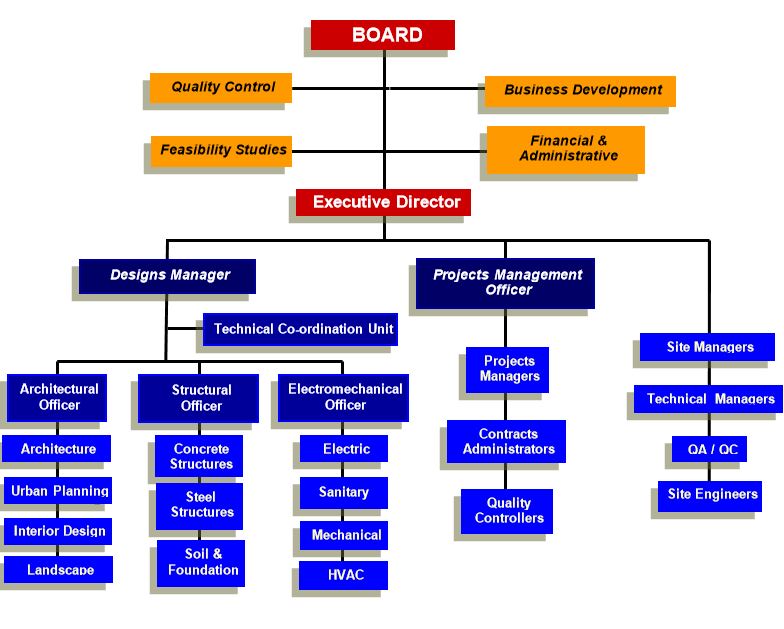 BOARD
Quality Control
Business Development
Feasibility Studies
Financial &
Administrative
Executive Director
Designs Manager
Projects Management
Officer
Technical Co-ordination Unit
Site Managers
Projects
Managers
Architectural
Officer
Structural
Officer
Electromechanical
Officer
Technical Managers
Contracts
Administrators
Architecture
Concrete
Structures
Electric
QA / QC
Urban Planning
Steel
Structures
Sanitary
Quality
Controllers
Site Engineers
Interior Design
Mechanical
Soil &
Foundation
Landscape
HVAC